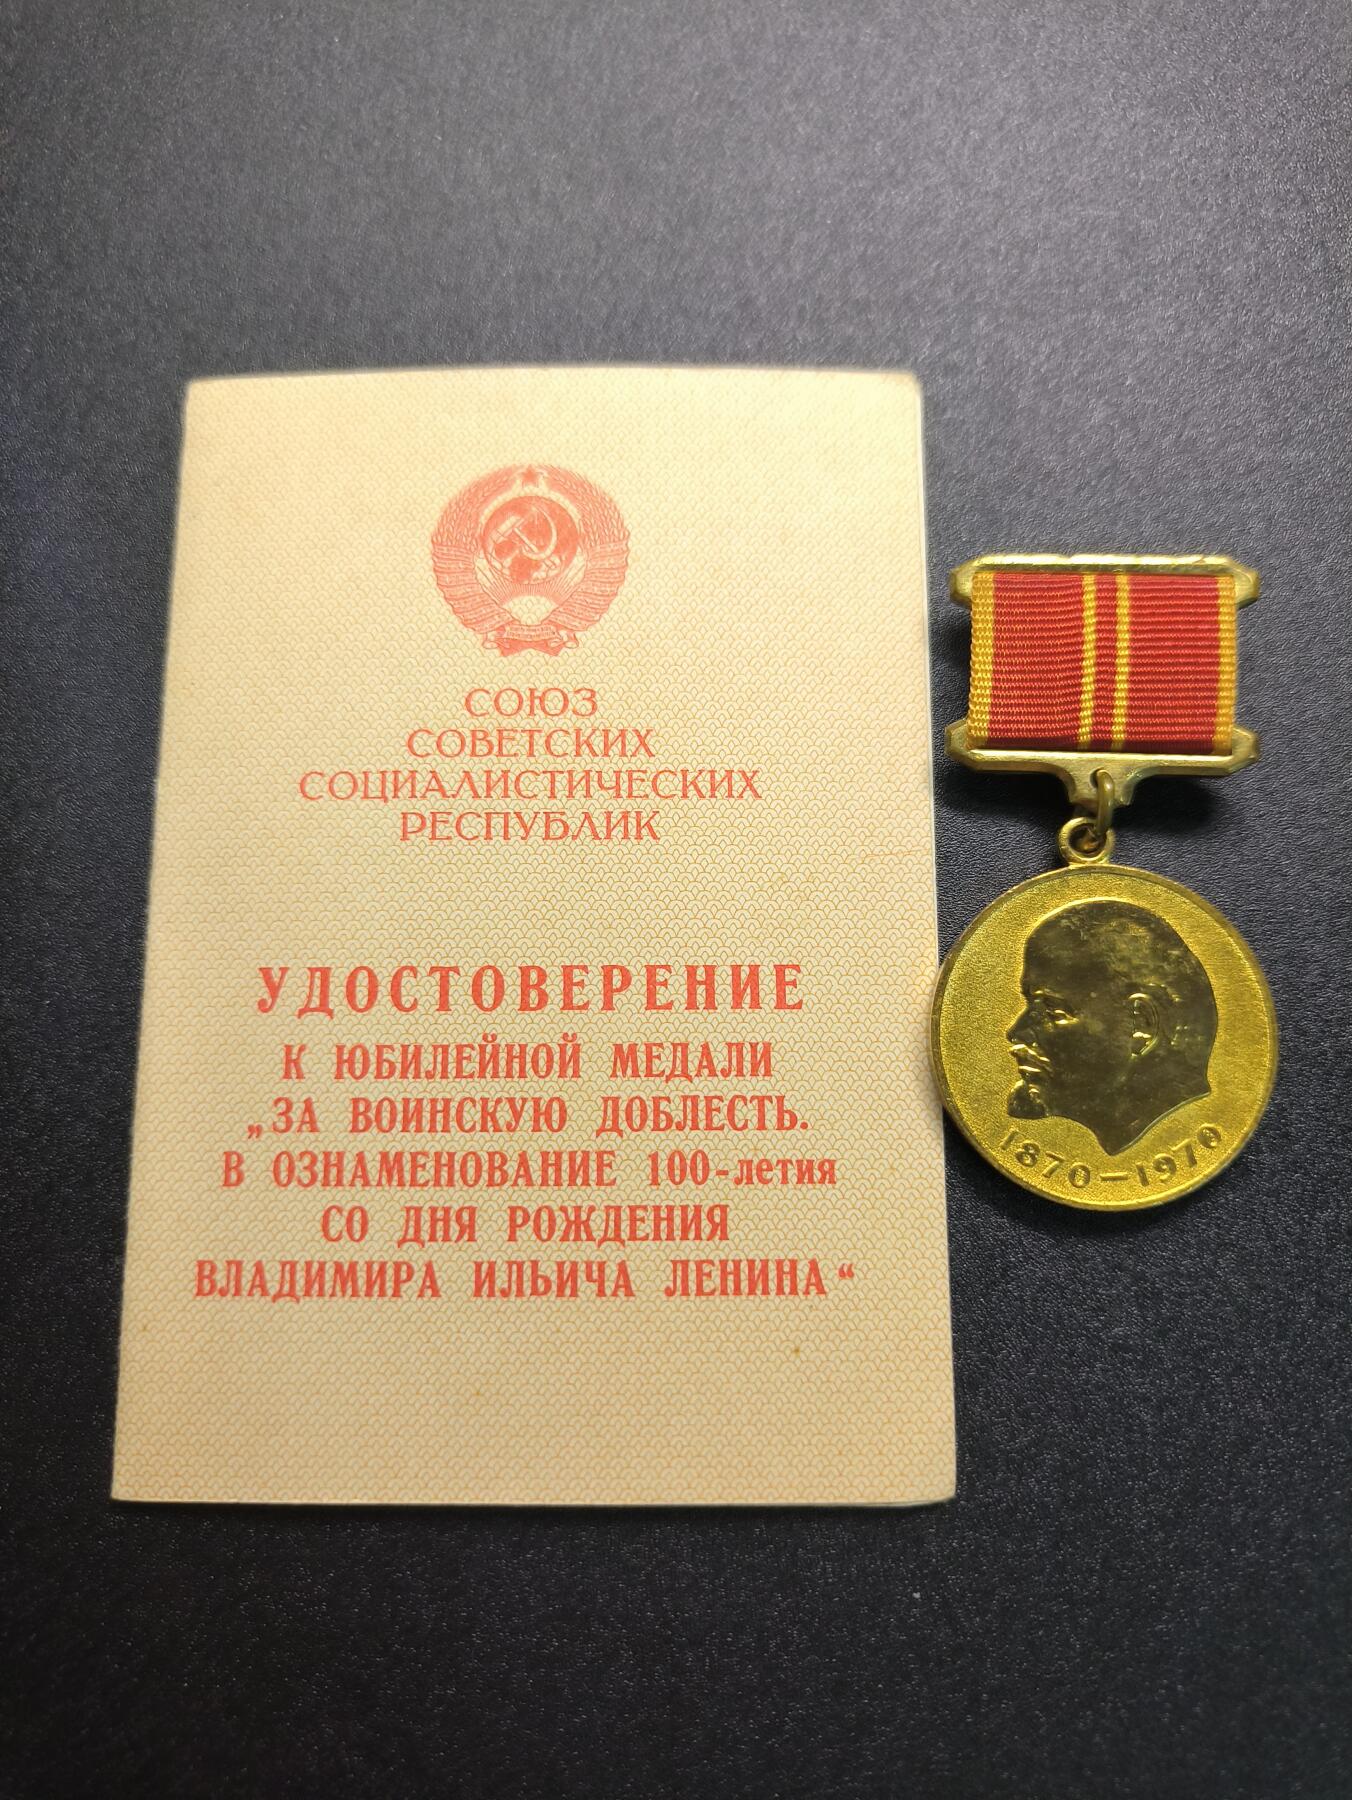 СОЮЗ
СОВЕТСКИХ
СОЦИАЛИСТИЧЕСКИХ
РЕСПУБЛИК
УДОСТОВЕРЕНИЕ
К ЮБИЛЕЙНОЙ МЕДАЛИ
„ЗА ВОИНСКУЮ ДОБЛЕСТЬ.
В ОЗНАМЕНОВАНИЕ 100-летия
СО ДНЯ РОЖДЕНИЯ
ВЛАДИМИРА ИЛЬИЧА ЛЕНИНА“
1870—1970